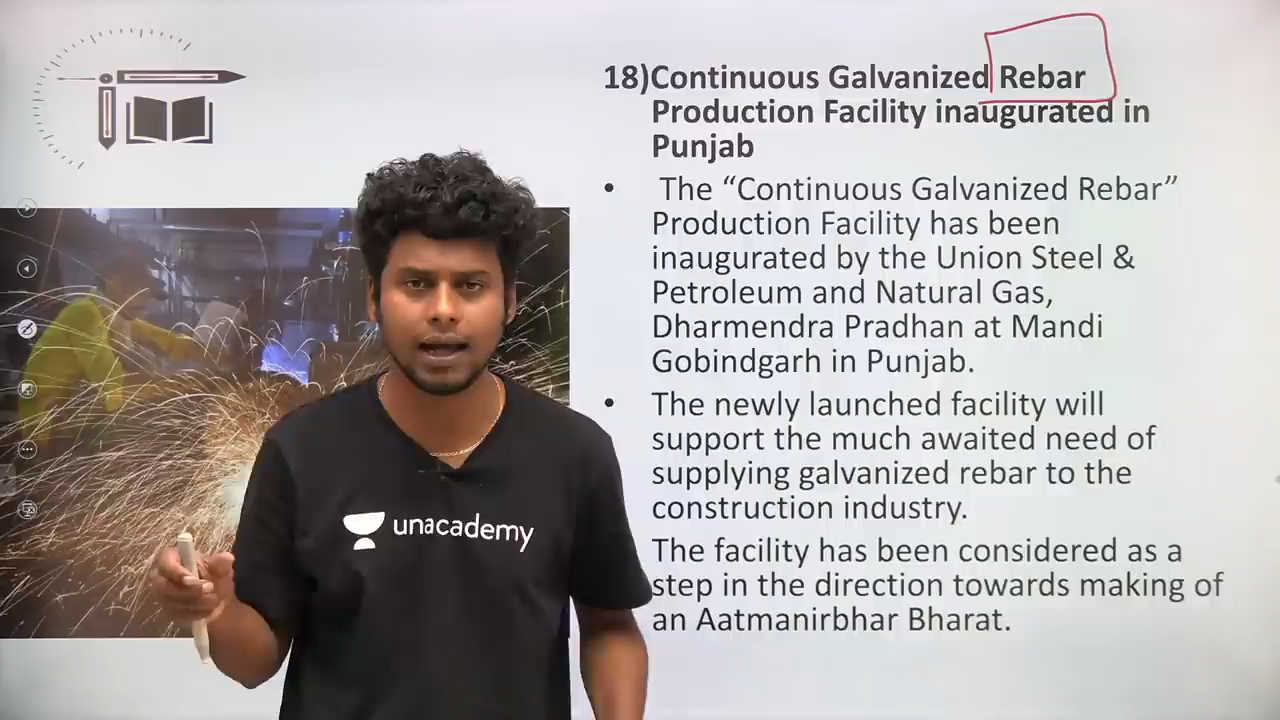 18)Continuous Galvanized Rebar
Production Facility inaugurated in
Punjab
• The “Continuous Galvanized Rebar”
Production Facility has been
inaugurated by the Union Steel &
Petroleum and Natural Gas,
Dharmendra Pradhan at Mandi
Gobindgarh in Punjab.
• The newly launched facility will
support the much awaited need of
supplying galvanized rebar to the
construction industry.
The facility has been considered as a
step in the direction towards making of
an Aatmanirbhar Bharat.
unacademy